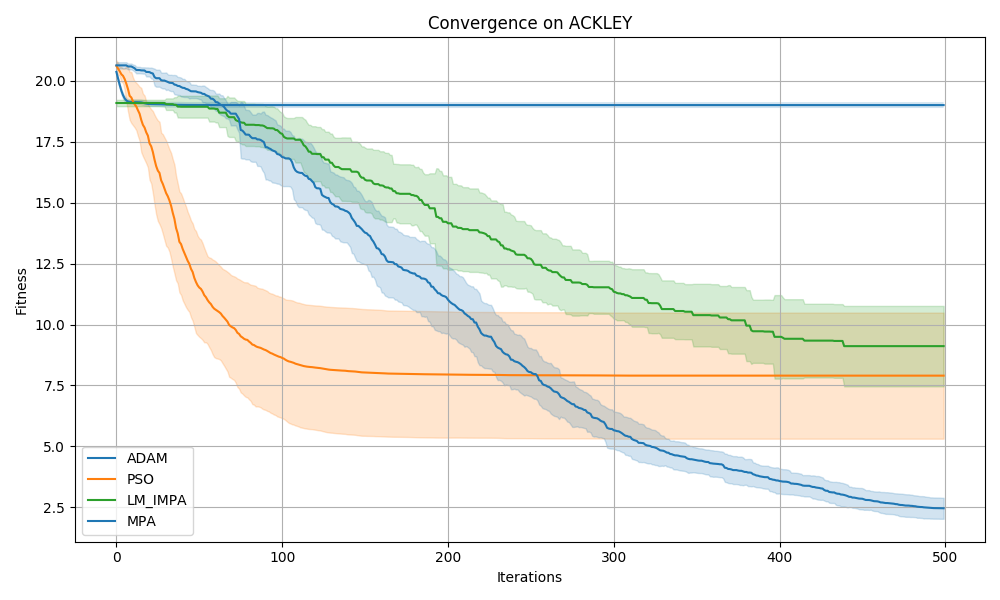 Convergence on ACKLEY
Fitness
20.0
17.5
15.0
12.5
10.0
7.5
5.0
2.5
ADAM
PSO
LM_IMPA
MPA
0 100 200 300 400 500
Iterations